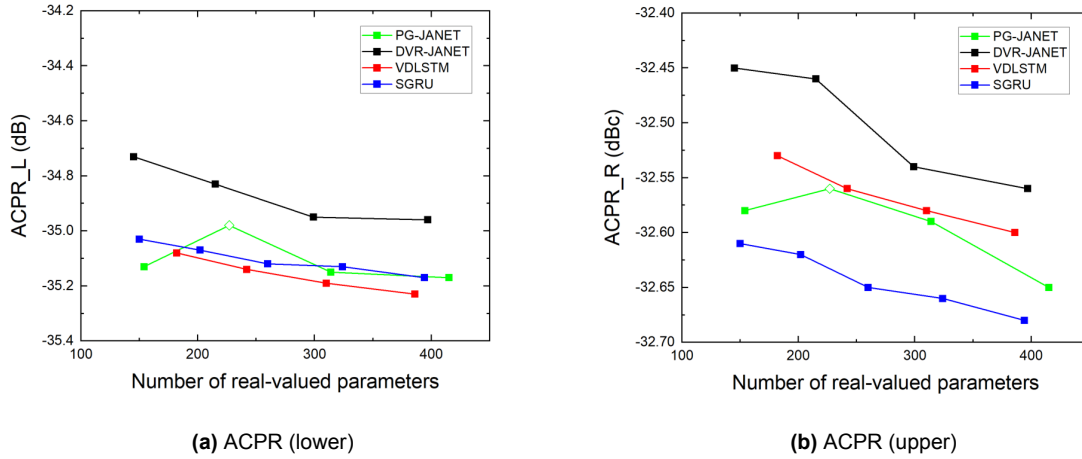 -34.2
-34.4
-34.6
-34.8
-35.0
-35.2
-35.4
ACPR_L (dB)
100
200
300
400
Number of real-valued parameters
PG-JANET
DVR-JANET
VDLSTM
SGRU
(a) ACPR (lower)
-32.40
-32.45
-32.50
-32.55
-32.60
-32.65
-32.70
ACPR_R (dBc)
100
200
300
400
Number of real-valued parameters
PG-JANET
DVR-JANET
VDLSTM
SGRU
(b) ACPR (upper)